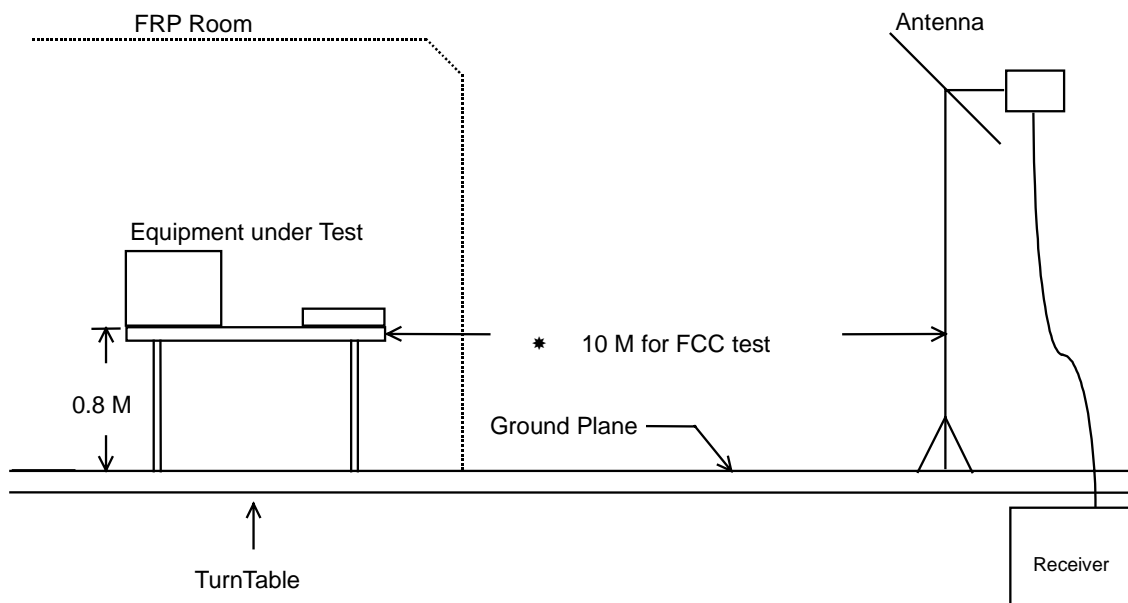 FRP Room
Antenna
Equipment under Test
* 10 M for FCC test
0.8 M
Ground Plane
TurnTable
Receiver